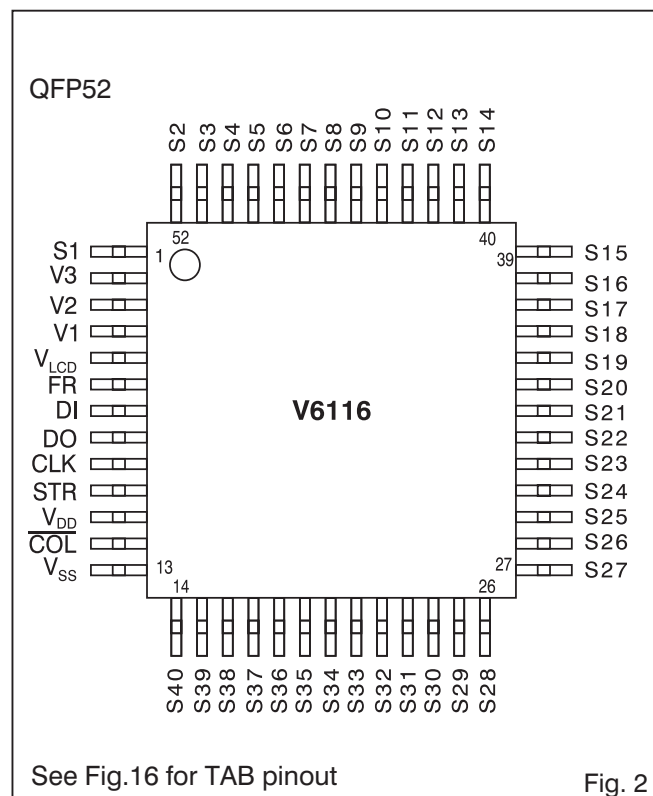 QFP52
S2 S3 S4 S5 S6 S7 S8 S9 S10 S11 S12 S13 S14
52 40
1 39
S1 S15
V3 S16
V2 S17
V1 S18
VLCD S19
FR S20
DI S21
V6116
DO S22
CLK S23
STR S24
VDD S25
COL S26
VSS S27
13 27
14 26
S40 S39 S38 S37 S36 S35 S34 S33 S32 S31 S30 S29 S28
See Fig.16 for TAB pinout
Fig. 2